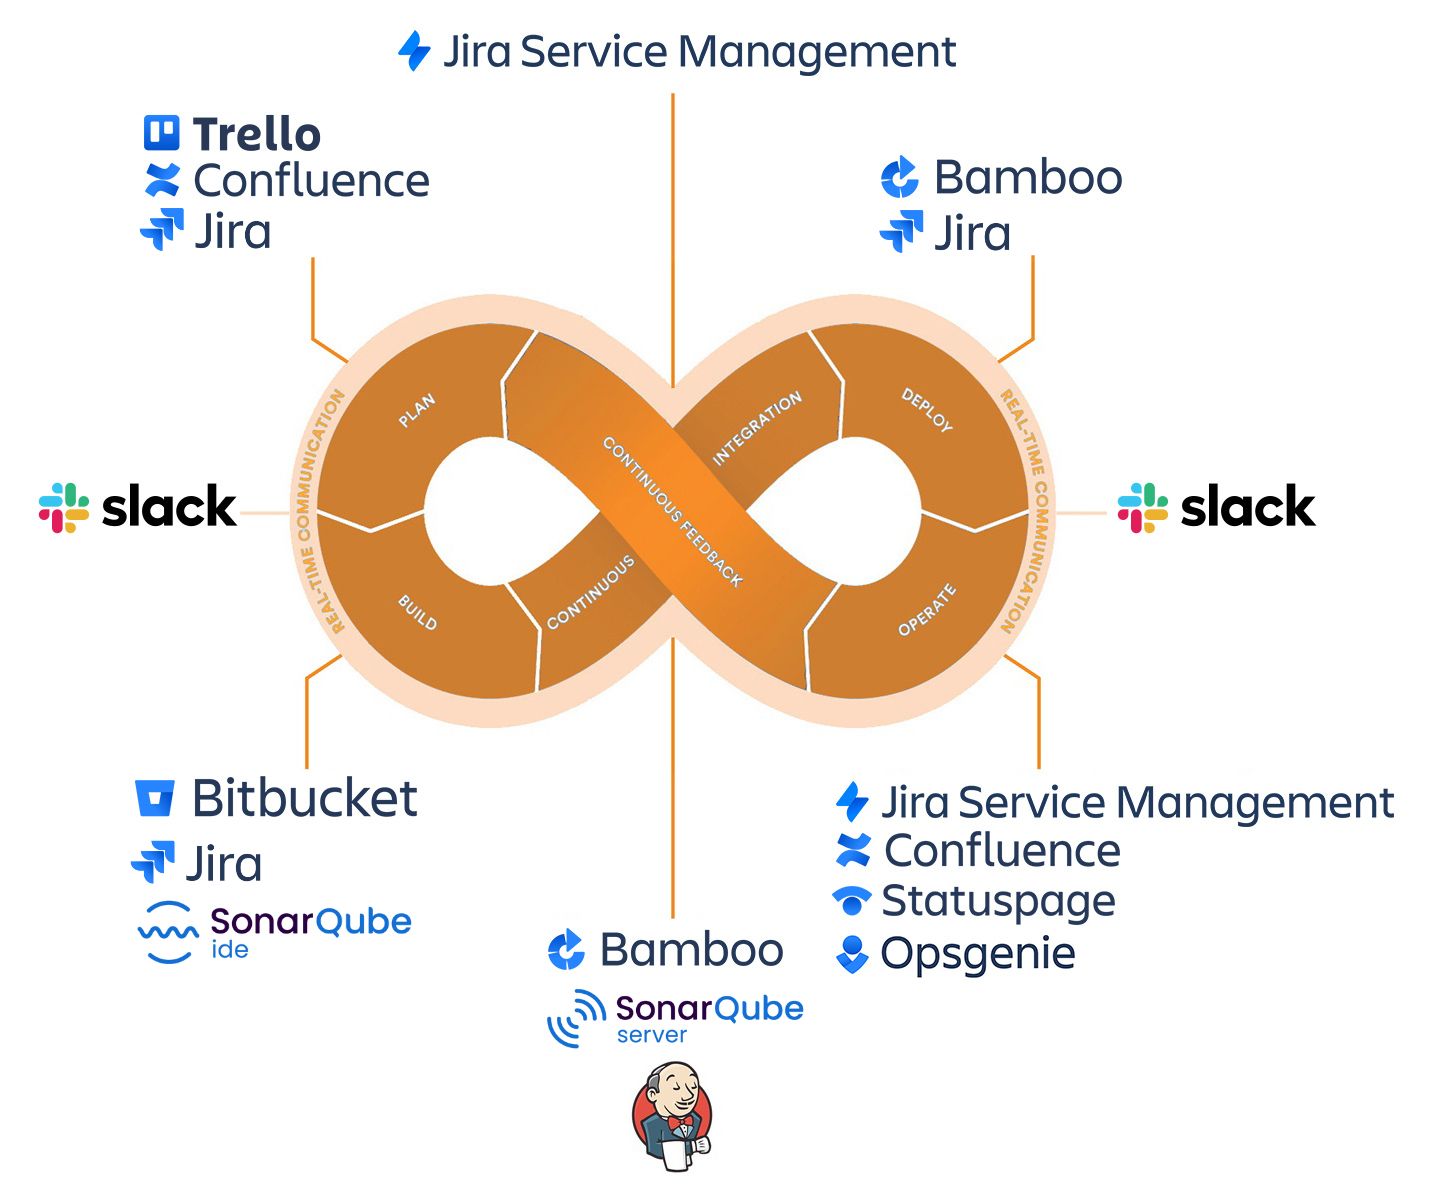 Jira Service Management
Trello
Confluence
Jira
Bamboo
Jira
PLAN
CONTINUOUS FEEDBACK
INTEGRATION
DEPLOY
REAL-TIME COMMUNICATION
REAL-TIME COMMUNICATION
slack
slack
BUILD
CONTINUOUS
OPERATE
Bitbucket
Jira
SonarQube
ide
Bamboo
SonarQube
server
Jira Service Management
Confluence
Statuspage
Opsgenie